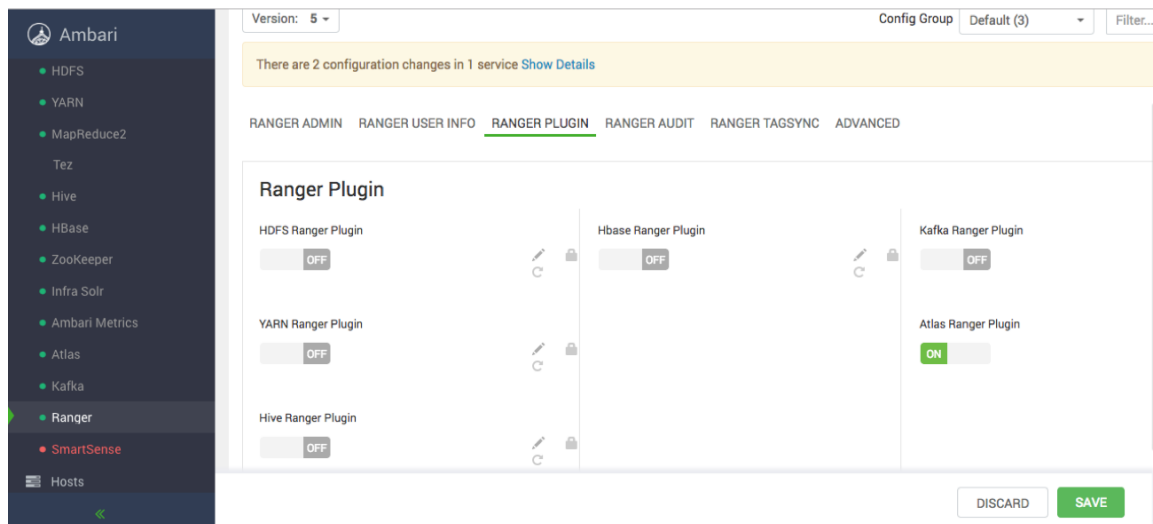 Ambari
HDFS
YARN
MapReduce2
Tez
Hive
HBase
ZooKeeper
Infra Solr
Ambari Metrics
Atlas
Kafka
Ranger
SmartSense
Hosts
Version: 5
Config Group Default (3) Filter...
There are 2 configuration changes in 1 service Show Details
RANGER ADMIN RANGER USER INFO RANGER PLUGIN RANGER AUDIT RANGER TAGSYNC ADVANCED
Ranger Plugin
HDFS Ranger Plugin Hbase Ranger Plugin Kafka Ranger Plugin
OFF OFF OFF
YARN Ranger Plugin Atlas Ranger Plugin
OFF ON
Hive Ranger Plugin
OFF
DISCARD SAVE